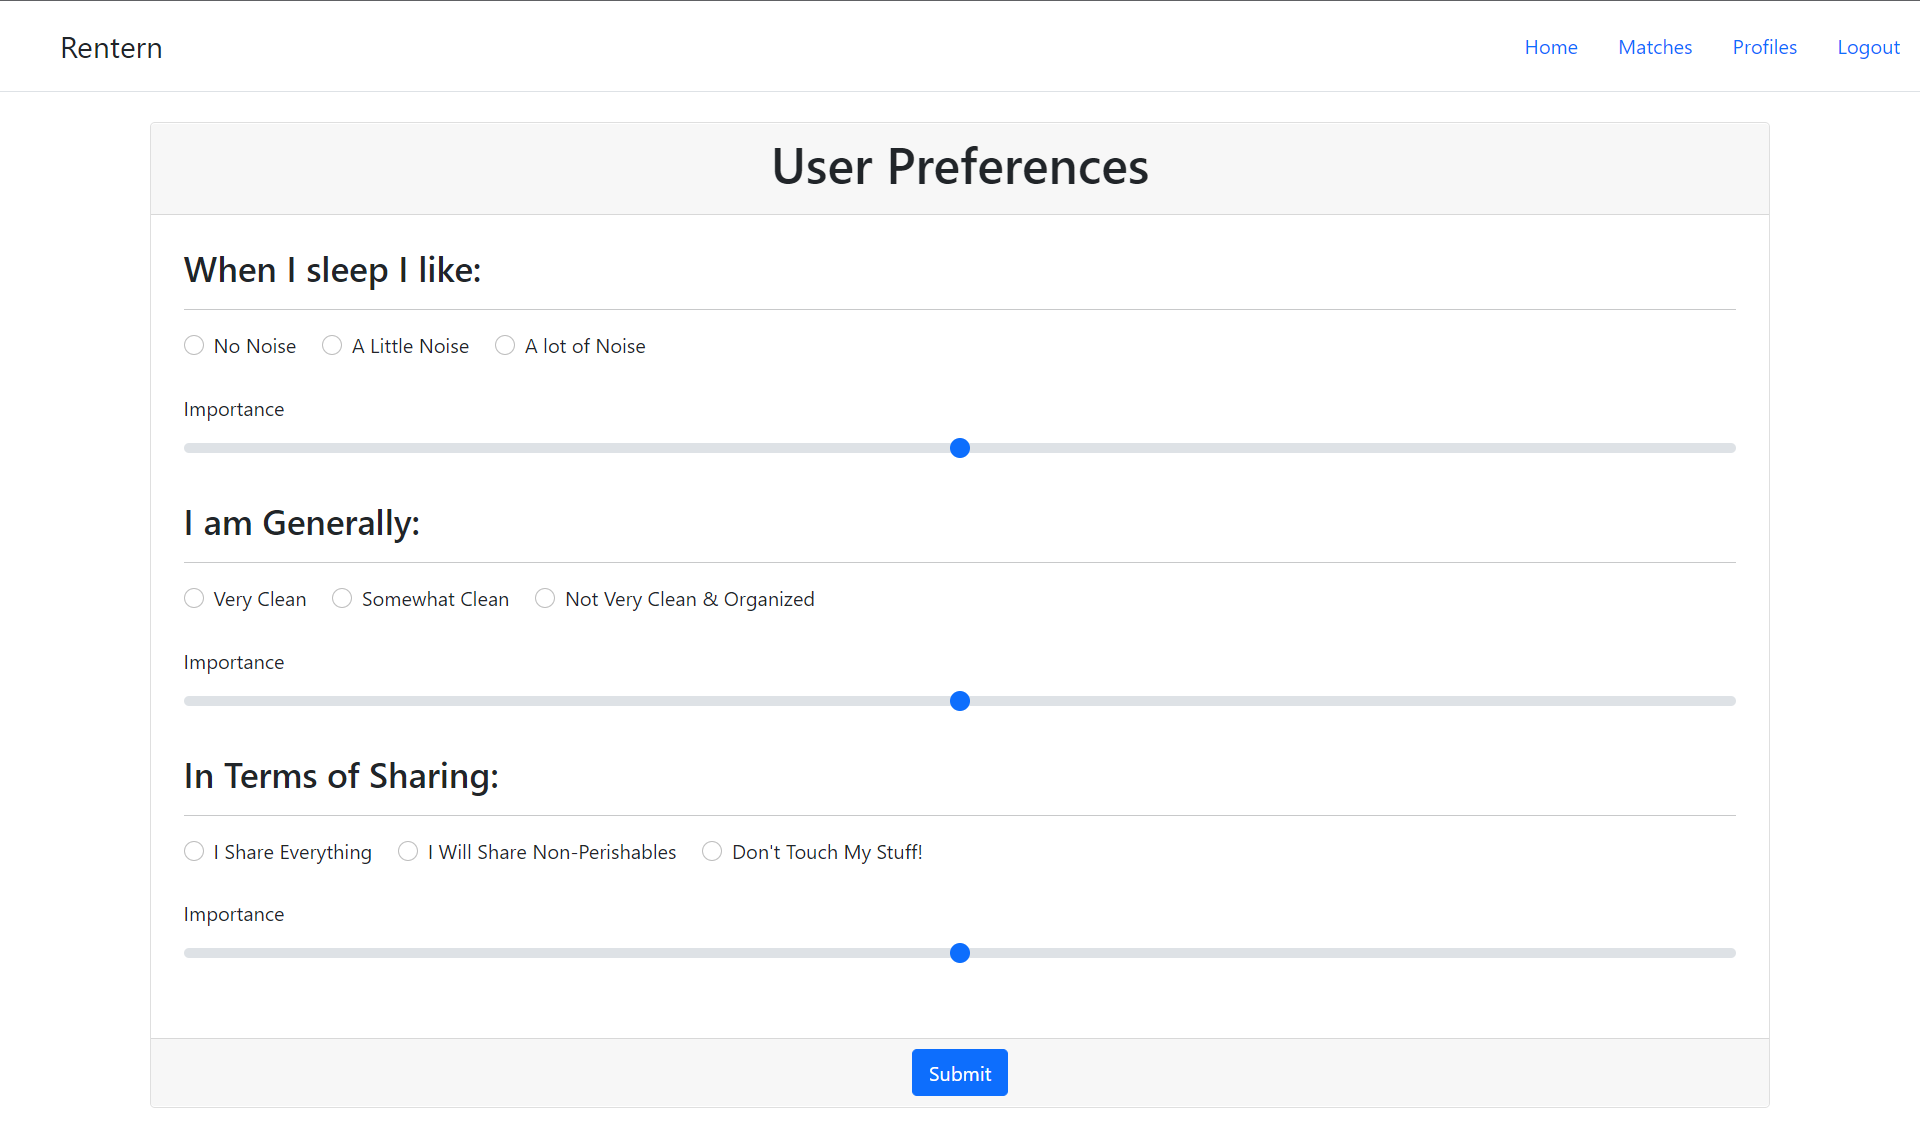 Rentern Home Matches Profiles Logout
User Preferences
When I sleep I like:
No Noise A Little Noise A lot of Noise
Importance
I am Generally:
Very Clean Somewhat Clean Not Very Clean & Organized
Importance
In Terms of Sharing:
I Share Everything I Will Share Non-Perishables Don't Touch My Stuff!
Importance
Submit